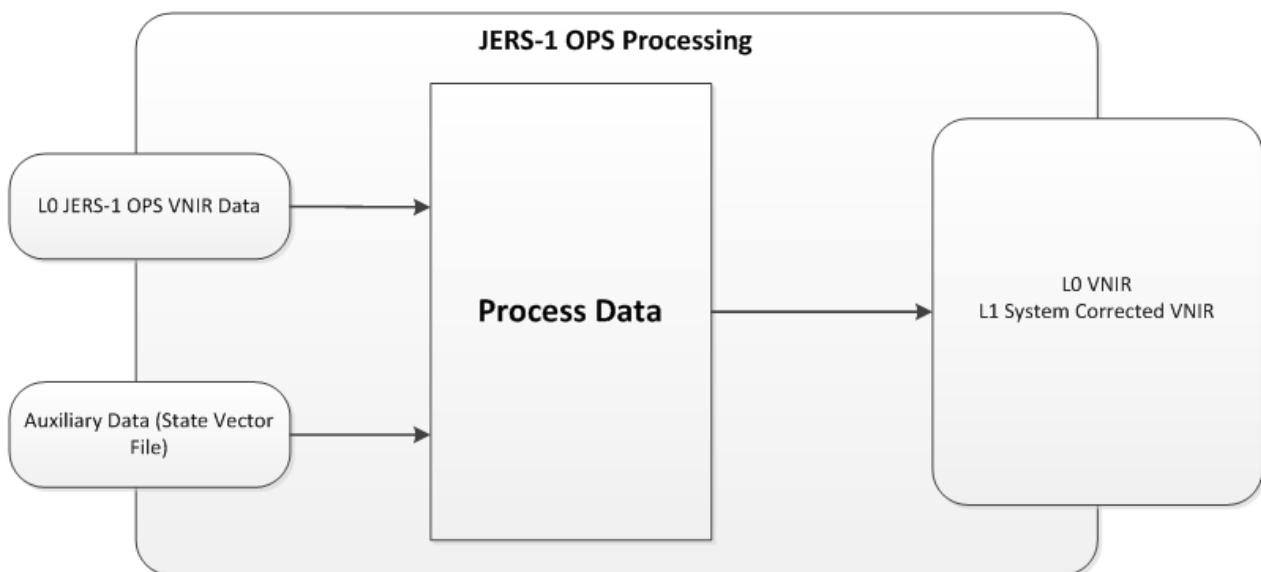 JERS-1 OPS Processing
L0 JERS-1 OPS VNIR Data
Process Data
L0 VNIR
L1 System Corrected VNIR
Auxiliary Data (State Vector
File)